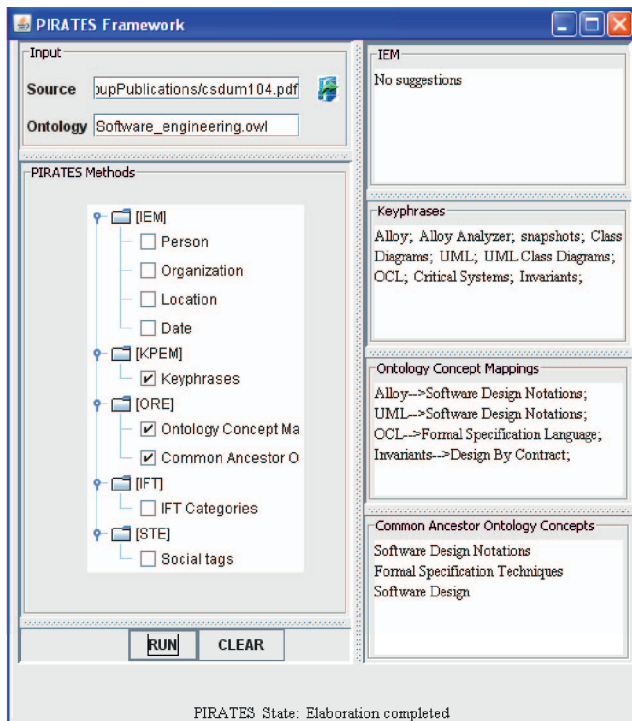 PIRATES Framework
Input
Source upPublications/csdum104.pdf
Ontology Software_engineering.owl
PIRATES Methods
[IEM]
Person
Organization
Location
Date
[KPEM]
Keyphrases
[ORE]
Ontology Concept Ma
Common Ancestor O
[IFT]
IFT Categories
[STE]
Social tags
RUN CLEAR
IEM
No suggestions
Keyphrases
Alloy; Alloy Analyzer; snapshots; Class
Diagrams; UML; UML Class Diagrams;
OCL; Critical Systems; Invariants;
Ontology Concept Mappings
Alloy-->Software Design Notations;
UML-->Software Design Notations;
OCL-->Formal Specification Language;
Invariants-->Design By Contract;
Common Ancestor Ontology Concepts
Software Design Notations
Formal Specification Techniques
Software Design
PIRATES State: Elaboration completed